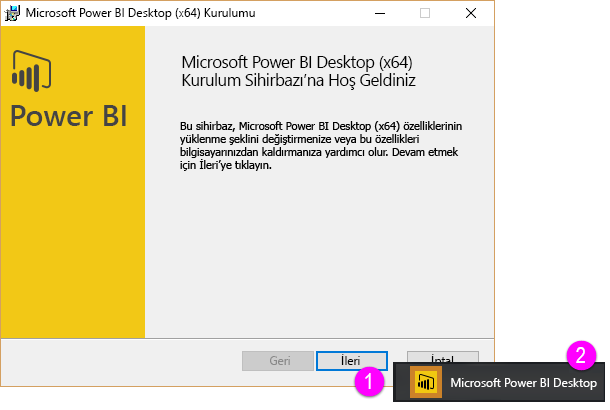 Microsoft Power BI Desktop (x64) Kurulumu
Power BI
Microsoft Power BI Desktop (x64)
Kurulum Sihirbazı'na Hoş Geldiniz
Bu sihirbaz, Microsoft Power BI Desktop (x64) özelliklerinin
yüklenme şeklini değiştirmenize veya bu özellikleri
bilgisayarınızdan kaldırmanıza yardımcı olur. Devam etmek
için İleri'ye tıklayın.
Geri
İleri
İptal
1
2
Microsoft Power BI Desktop